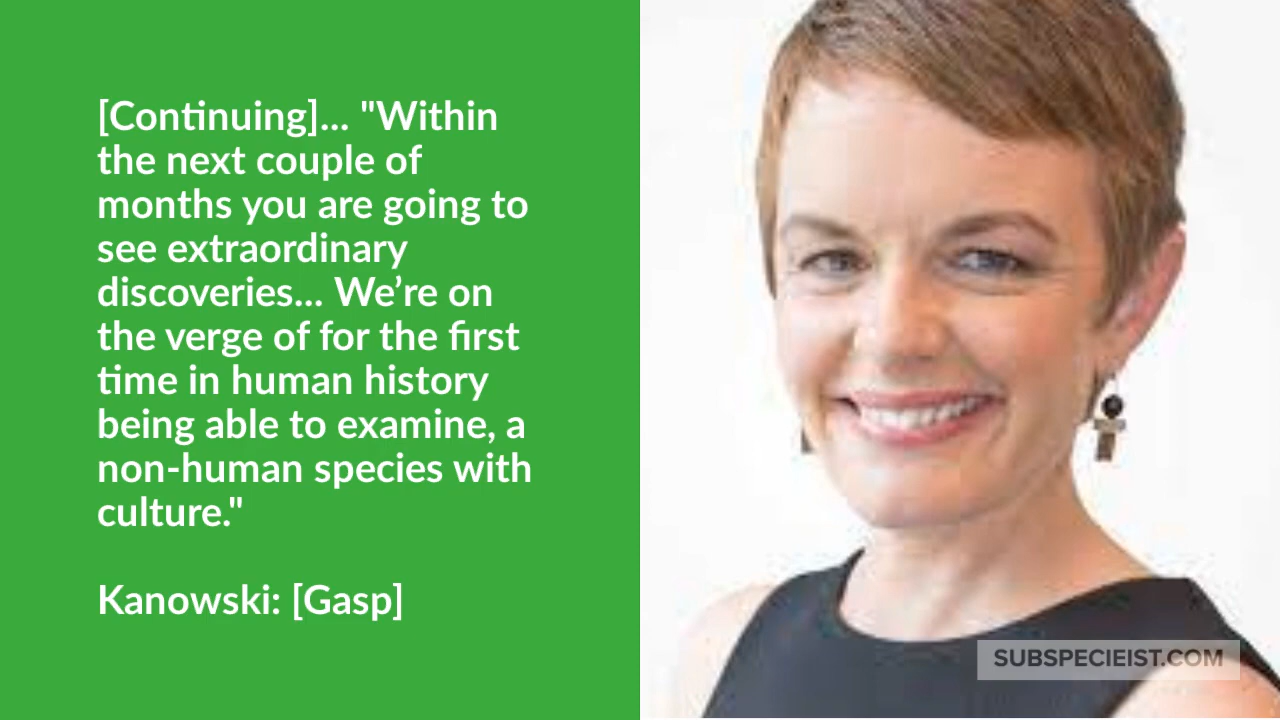 [Continuing]... "Within
the next couple of
months you are going to
see extraordinary
discoveries... We’re on
the verge of for the first
time in human history
being able to examine, a
non-human species with
culture."
Kanowski: [Gasp]
SUBSPECIEIST.COM